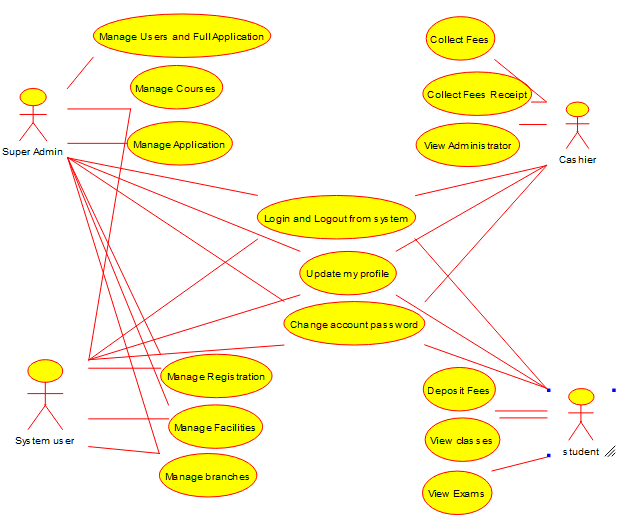 Manage Users and Full Application
Collect Fees
Manage Courses
Collect Fees Receipt
Manage Application
View Administrator
Super Admin
Cashier
Login and Logout from system
Update my profile
Change account password
Manage Registration
Deposit Fees
Manage Facilities
System user
View classes
student
Manage branches
View Exams